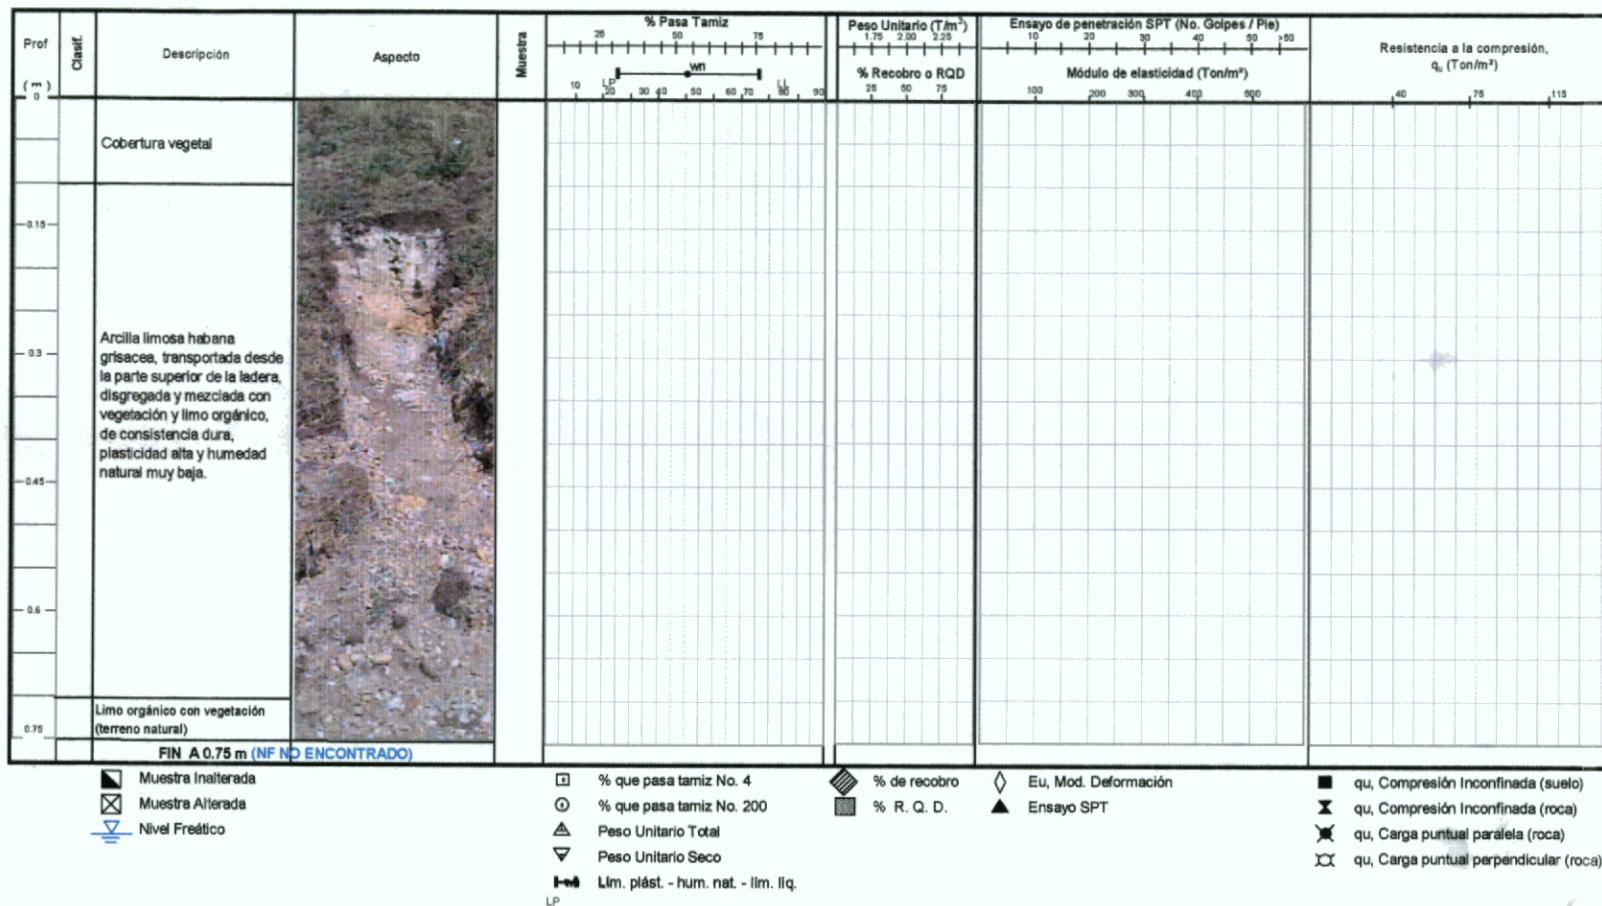 Prof
( m )
Clasif.
Descripción
Aspecto
Muestra
% Pasa Tamiz
25 50 75
wn
LP LL
10 20 30 40 50 60 70 80 90
Peso Unitario (T/m³)
1.75 2.00 2.25
% Recobro o RQD
25 50 75
Ensayo de penetración SPT (No. Golpes / Pie)
10 20 30 40 50 >50
Módulo de elasticidad (Ton/m²)
100 200 300 400 500
Resistencia a la compresión,
qu (Ton/m²)
40 75 115
0
Cobertura vegetal
0.15
0.3
Arcilla limosa habana
grisacea, transportada desde
la parte superior de la ladera,
disgregada y mezclada con
vegetación y limo orgánico,
de consistencia dura,
plasticidad alta y humedad
natural muy baja.
0.45
0.6
Limo orgánico con vegetación
(terreno natural)
0.75
FIN A 0.75 m (NF NO ENCONTRADO)
Muestra Inalterada
Muestra Alterada
Nivel Freático
% que pasa tamiz No. 4
% que pasa tamiz No. 200
Peso Unitario Total
Peso Unitario Seco
Lím. plást. - hum. nat. - lím. líq.
LP
% de recobro
% R. Q. D.
Eu, Mod. Deformación
Ensayo SPT
qu, Compresión Inconfinada (suelo)
qu, Compresión Inconfinada (roca)
qu, Carga puntual paralela (roca)
qu, Carga puntual perpendicular (roca)